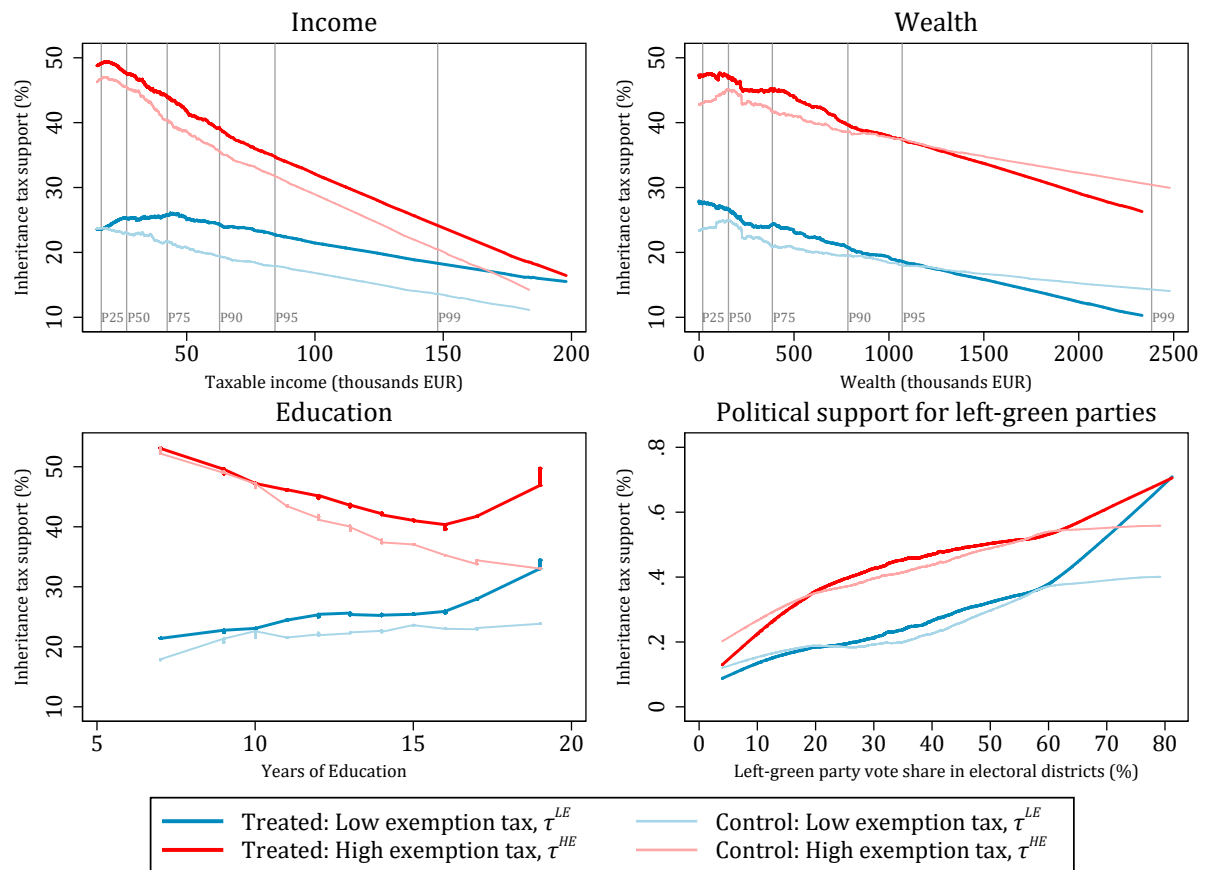 Income
Inheritance tax support (%)
50
40
30
20
10
P25 P50 P75 P90 P95 P99
50 100 150 200
Taxable income (thousands EUR)
Wealth
Inheritance tax support (%)
50
40
30
20
10
P25 P50 P75 P90 P95 P99
0 500 1000 1500 2000 2500
Wealth (thousands EUR)
Education
Inheritance tax support (%)
50
40
30
20
10
5 10 15 20
Years of Education
Political support for left-green parties
Inheritance tax support (%)
.8
.6
.4
.2
0
0 10 20 30 40 50 60 70 80
Left-green party vote share in electoral districts (%)
Treated: Low exemption tax, τ^LE
Control: Low exemption tax, τ^LE
Treated: High exemption tax, τ^HE
Control: High exemption tax, τ^HE